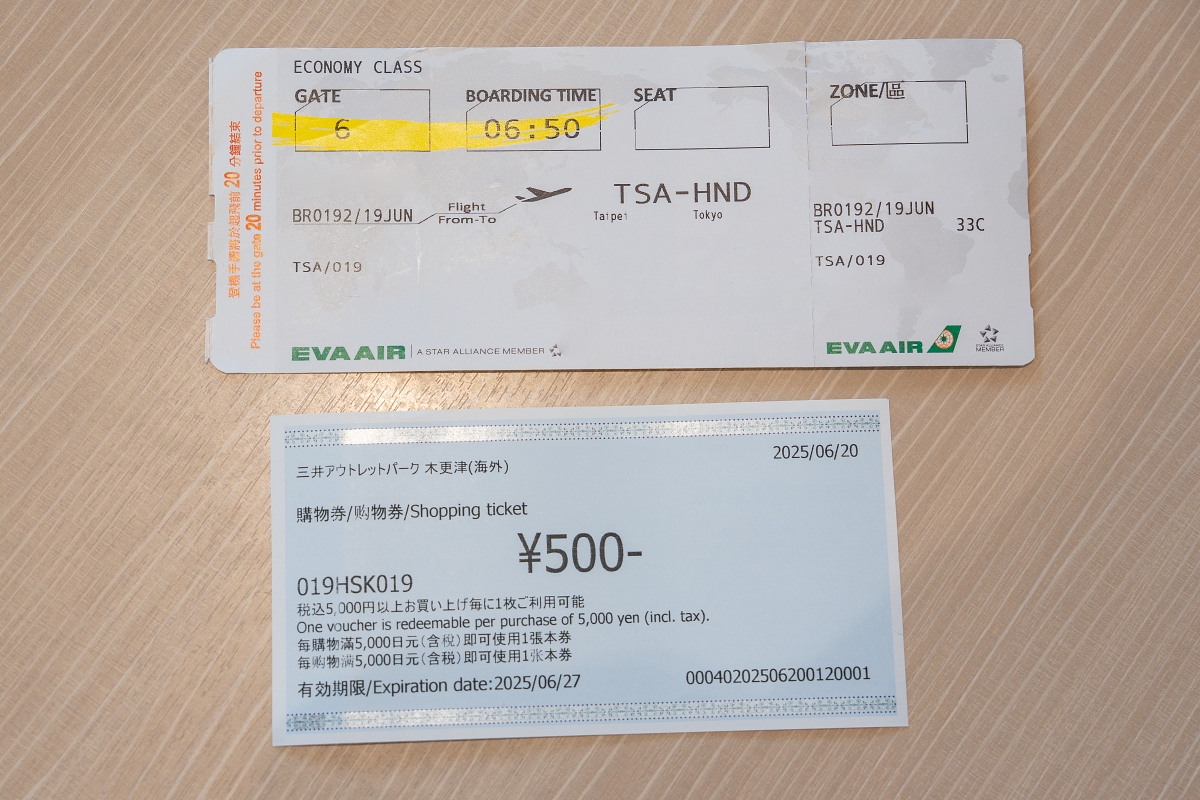 ECONOMY CLASS
GATE BOARDING TIME SEAT ZONE/區
6 06:50
登機手續將於起飛前 20 分鐘結束
Please be at the gate 20 minutes prior to departure
BR0192/19JUN Flight From-To TSA-HND
Taipei Tokyo
TSA/019
EVA AIR A STAR ALLIANCE MEMBER
BR0192/19JUN
TSA-HND 33C
TSA/019
EVA AIR STAR ALLIANCE MEMBER
2025/06/20
三井アウトレットパーク 木更津(海外)
購物券/购物券/Shopping ticket
¥500-
019HSK019
税込5,000円以上お買い上げ毎に1枚ご利用可能
One voucher is redeemable per purchase of 5,000 yen (incl. tax).
每購物滿5,000日元(含稅)即可使用1張本券
每购物满5,000日元(含税)即可使用1张本券
有効期限/Expiration date:2025/06/27
00040202506200120001